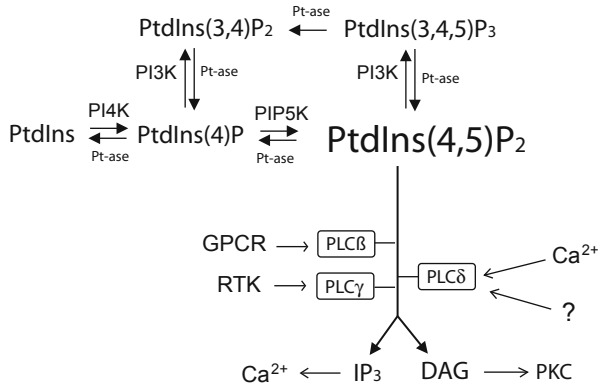 PtdIns(3,4)P₂ Pt-ase PtdIns(3,4,5)P₃
PI3K Pt-ase PI3K Pt-ase
PI4K PIP5K
PtdIns PtdIns(4)P PtdIns(4,5)P₂
Pt-ase Pt-ase
GPCR PLCß
Ca²⁺
RTK PLCγ PLCδ
?
Ca²⁺ IP₃ DAG PKC